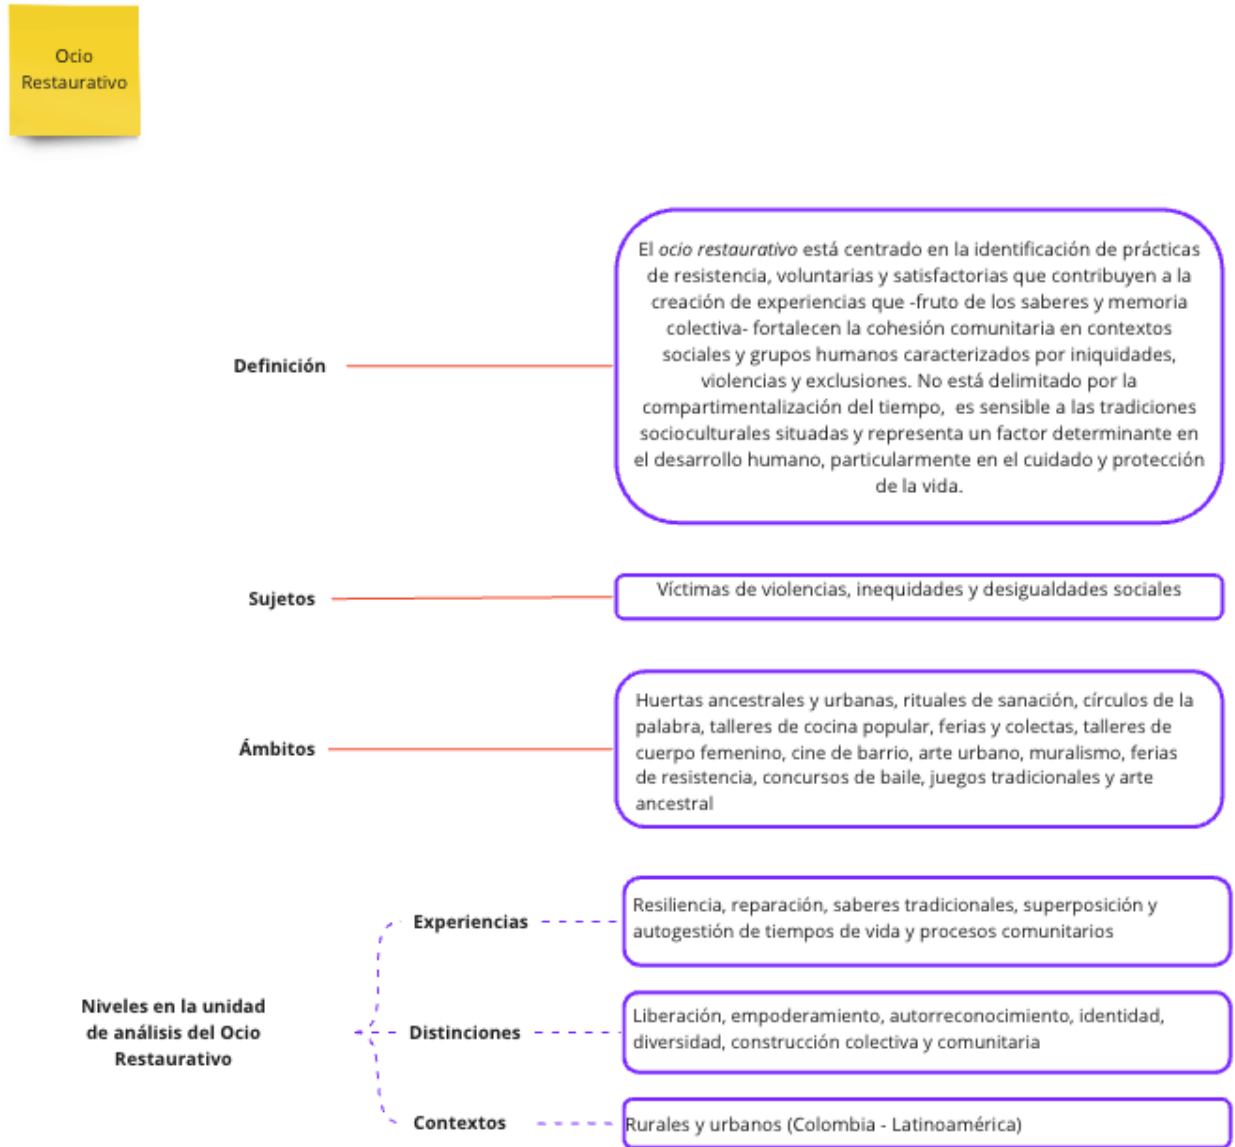 Ocio
Restaurativo
El ocio restaurativo está centrado en la identificación de prácticas
de resistencia, voluntarias y satisfactorias que contribuyen a la
creación de experiencias que -fruto de los saberes y memoria
colectiva- fortalecen la cohesión comunitaria en contextos
sociales y grupos humanos caracterizados por iniquidades,
violencias y exclusiones. No está delimitado por la
compartimentalización del tiempo, es sensible a las tradiciones
socioculturales situadas y representa un factor determinante en
el desarrollo humano, particularmente en el cuidado y protección
de la vida.
Definición
Sujetos
Víctimas de violencias, inequidades y desigualdades sociales
Ámbitos
Huertas ancestrales y urbanas, rituales de sanación, círculos de la
palabra, talleres de cocina popular, ferias y colectas, talleres de
cuerpo femenino, cine de barrio, arte urbano, muralismo, ferias
de resistencia, concursos de baile, juegos tradicionales y arte
ancestral
Niveles en la unidad
de análisis del Ocio
Restaurativo
Experiencias
Resiliencia, reparación, saberes tradicionales, superposición y
autogestión de tiempos de vida y procesos comunitarios
Distinciones
Liberación, empoderamiento, autorreconocimiento, identidad,
diversidad, construcción colectiva y comunitaria
Contextos
Rurales y urbanos (Colombia - Latinoamérica)